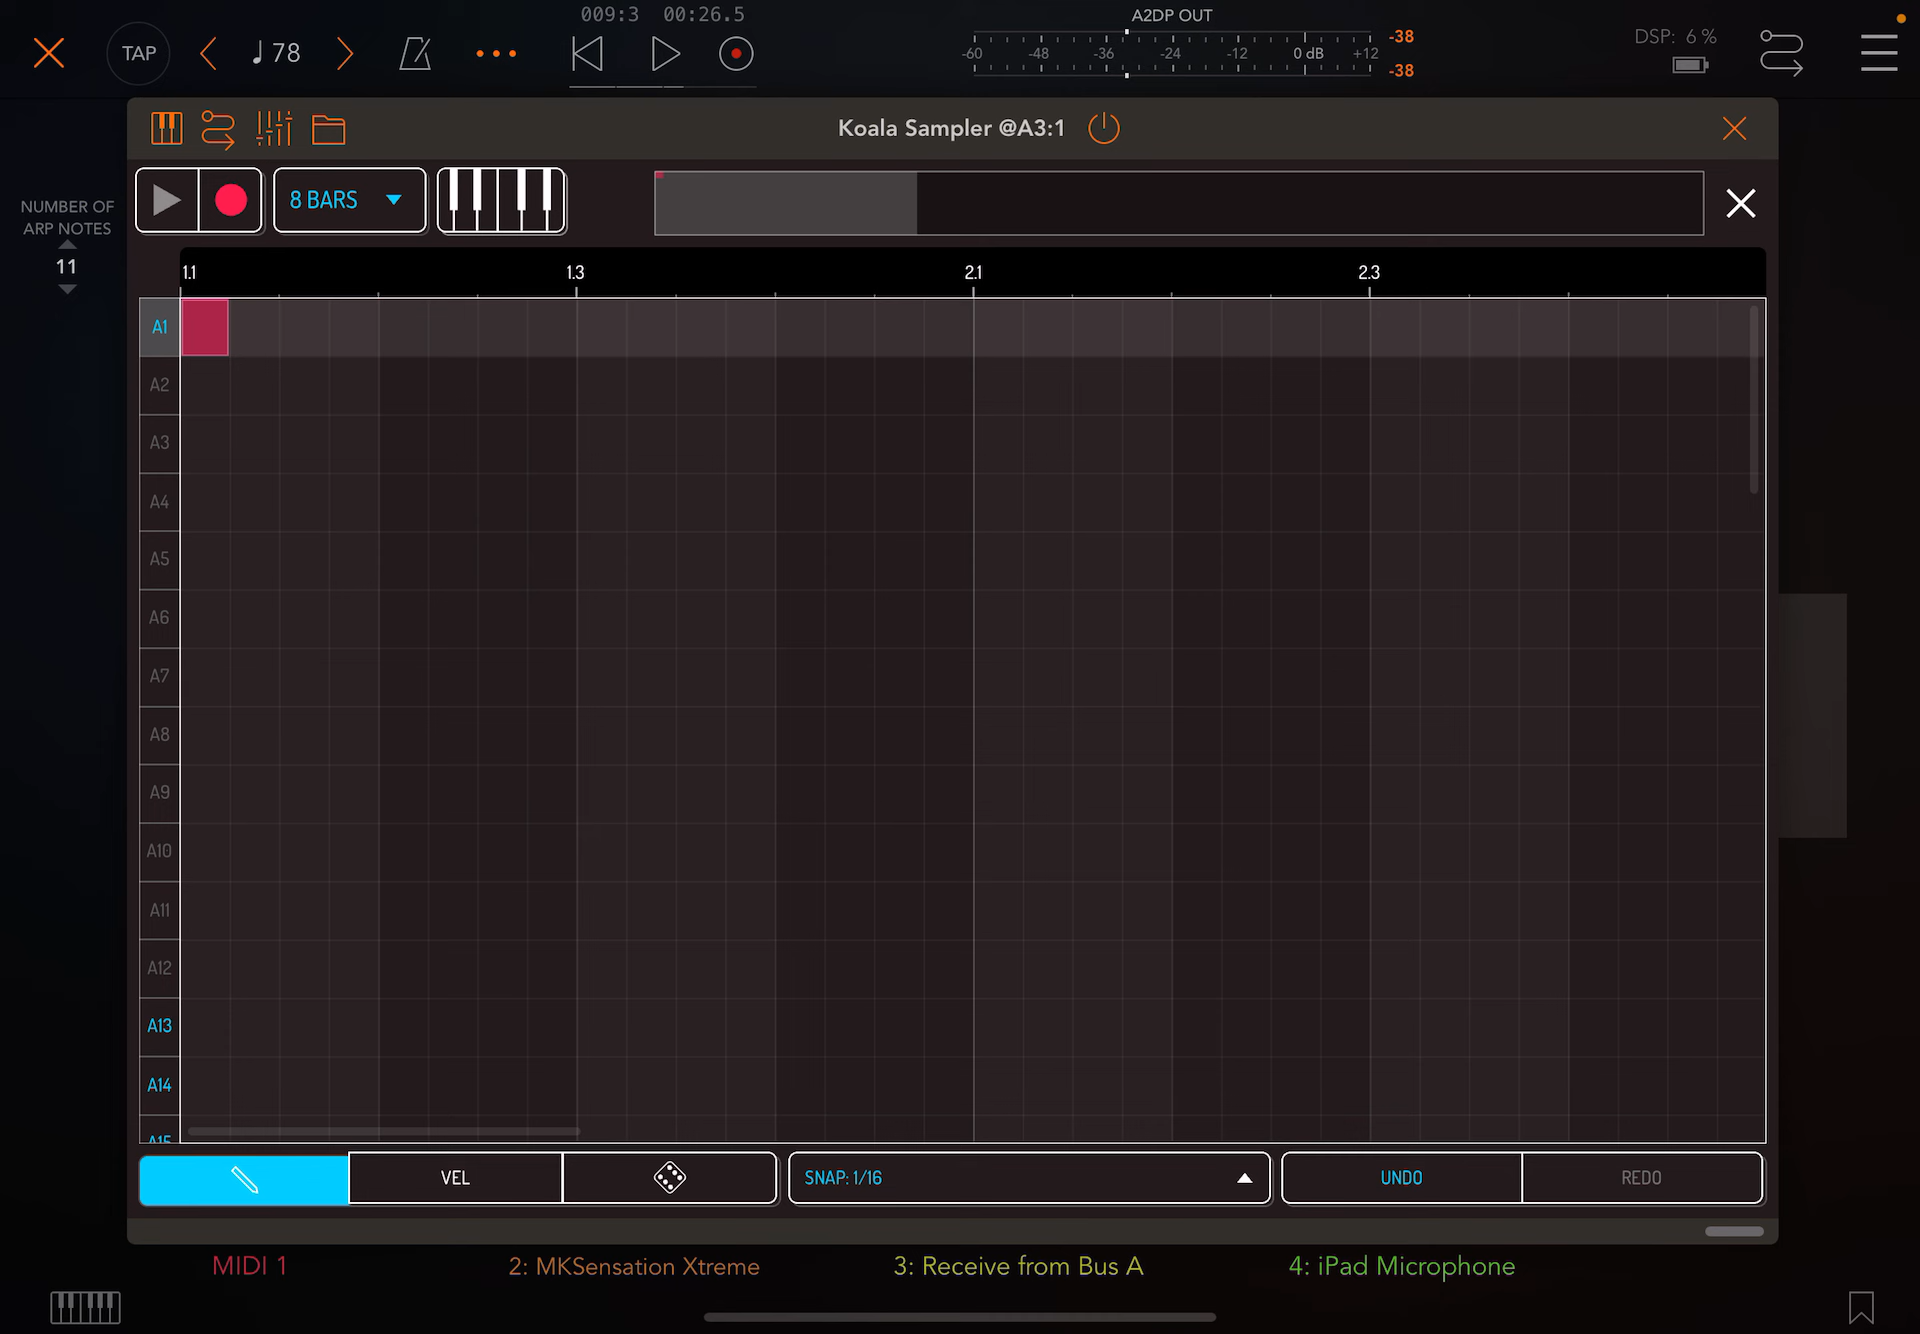 009:3 00:26.5
A2DP OUT
TAP
78
-60 -48 -36 -24 -12 0 dB +12
-38
-38
DSP: 6 %
Koala Sampler @A3:1
NUMBER OF
ARP NOTES
11
8 BARS
1.1 1.3 2.1 2.3
A1
A2
A3
A4
A5
A6
A7
A8
A9
A10
A11
A12
A13
A14
A15
VEL
SNAP: 1/16
UNDO
REDO
MIDI 1
2: MKSensation Xtreme
3: Receive from Bus A
4: iPad Microphone